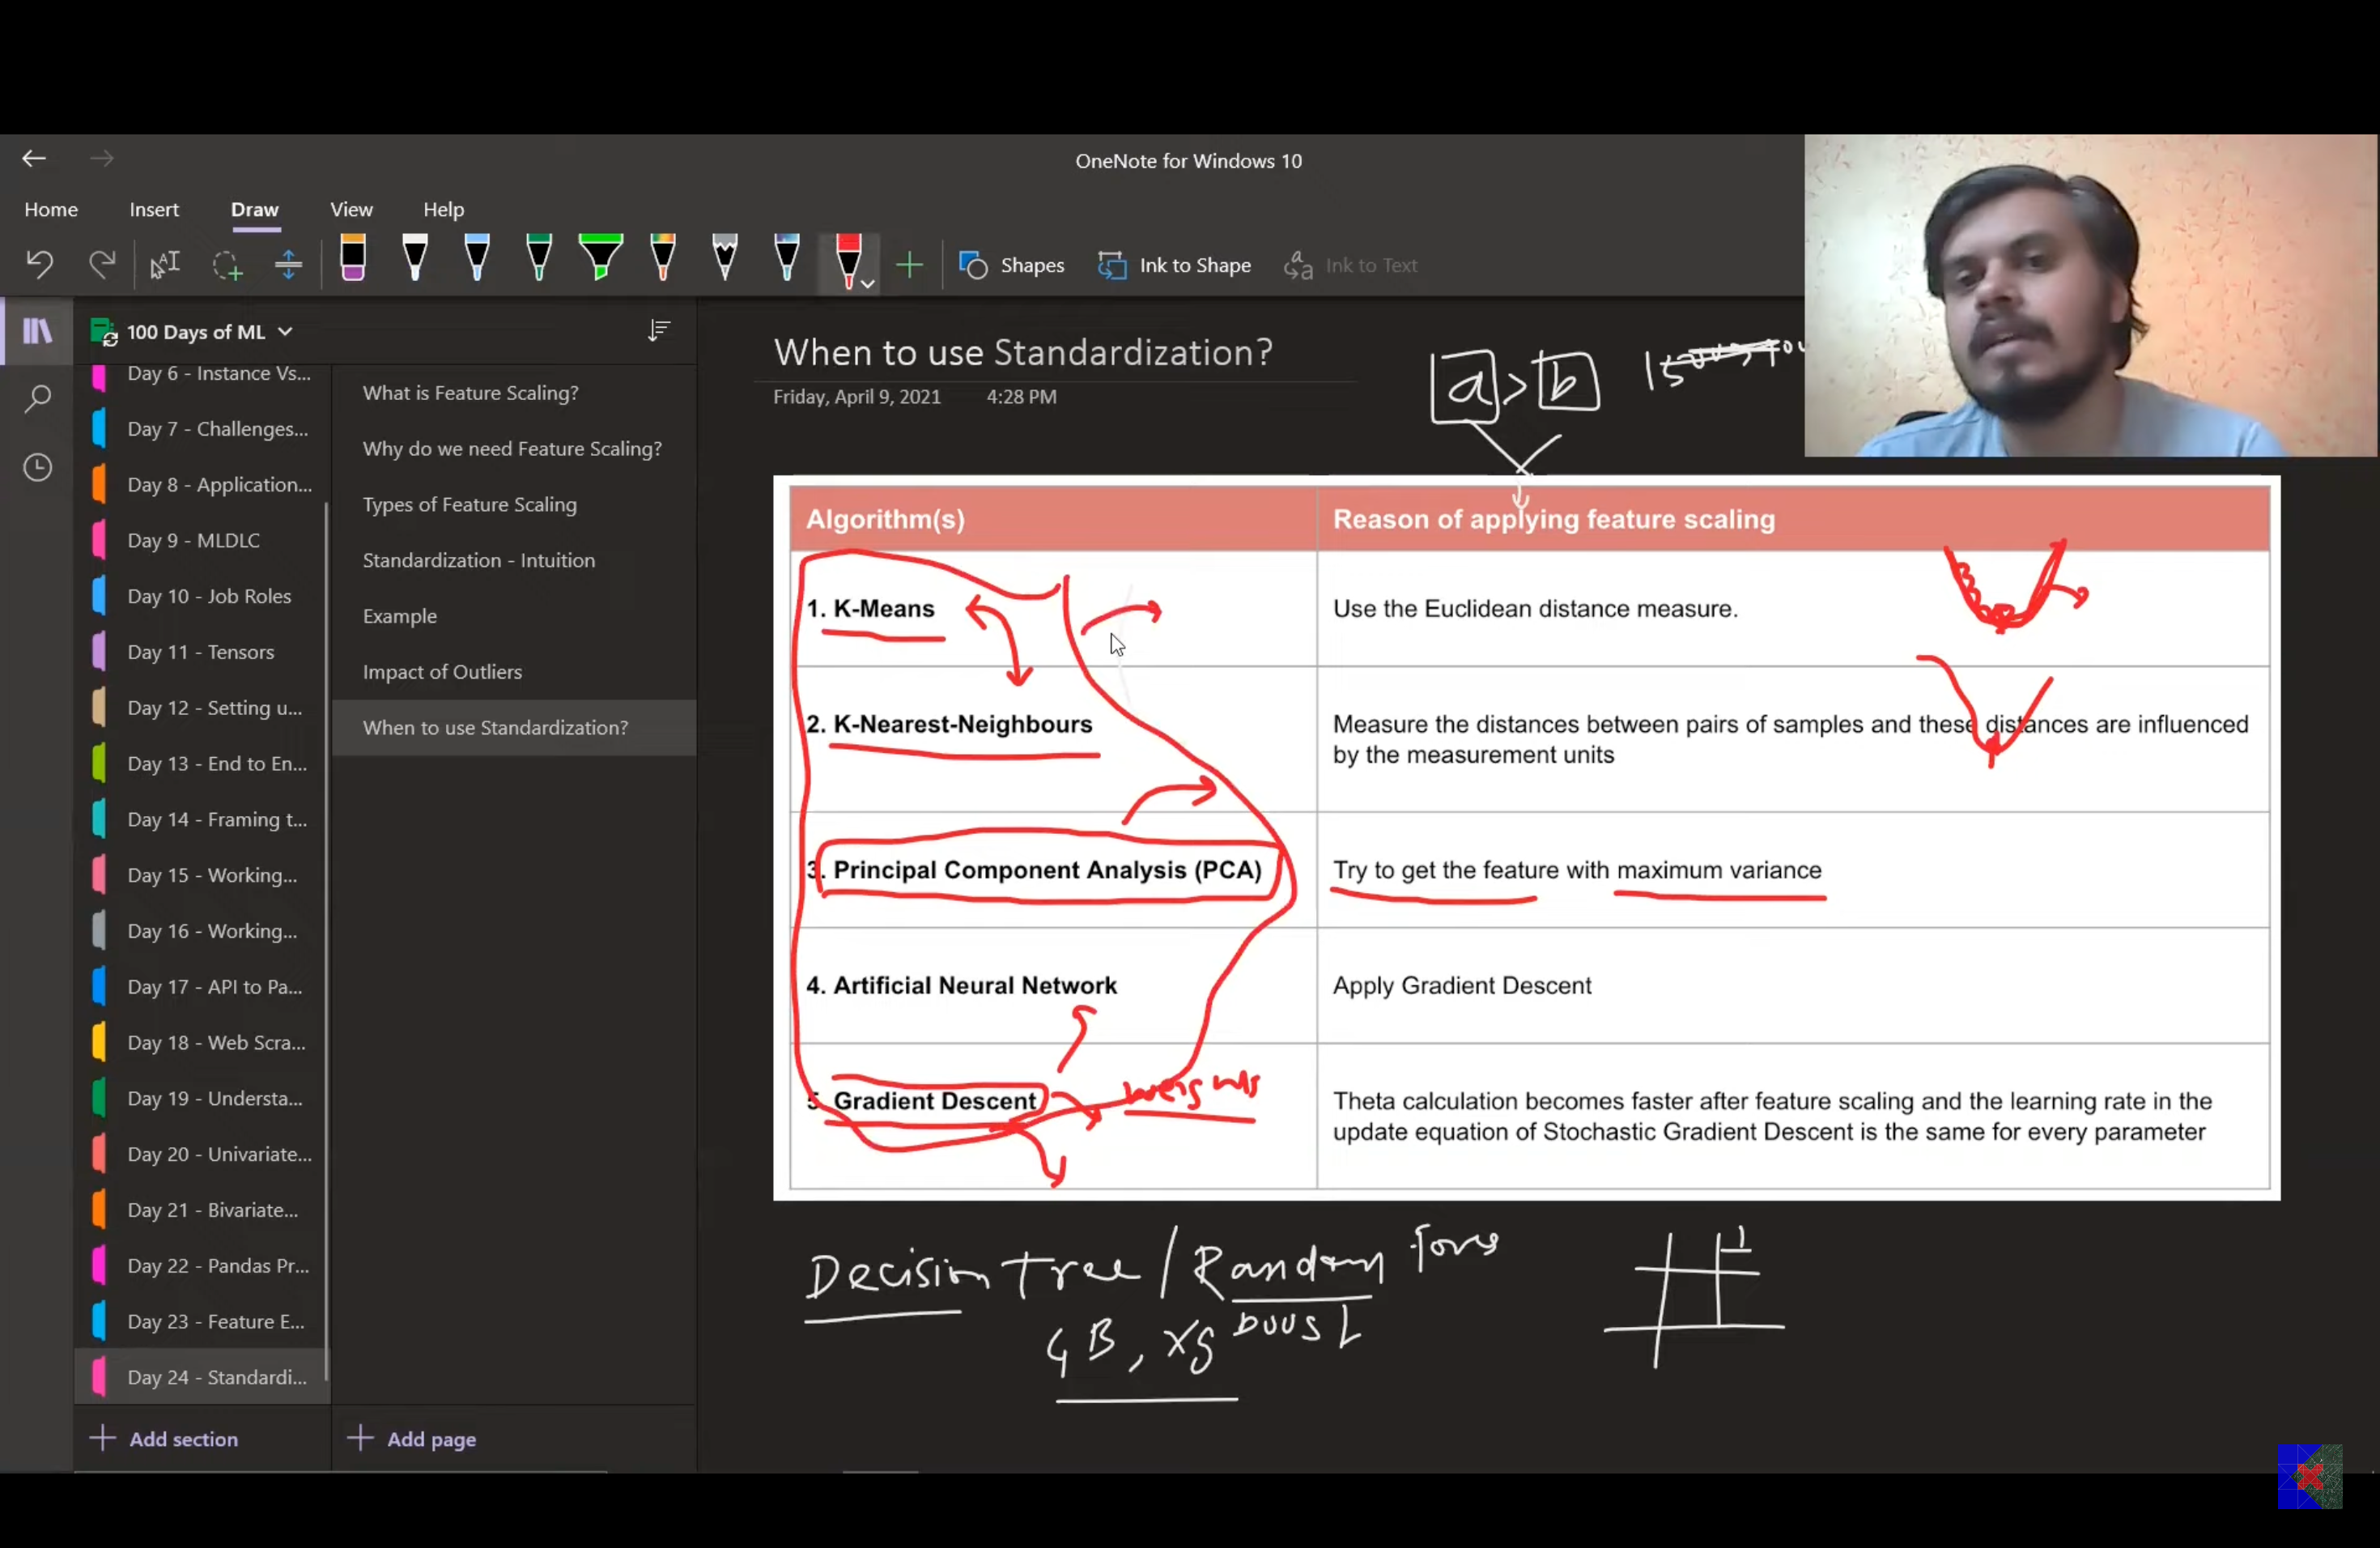 OneNote for Windows 10
Home Insert Draw View Help
Shapes Ink to Shape Ink to Text
100 Days of ML
Day 6 - Instance Vs...
Day 7 - Challenges...
Day 8 - Application...
Day 9 - MLDLC
Day 10 - Job Roles
Day 11 - Tensors
Day 12 - Setting u...
Day 13 - End to En...
Day 14 - Framing t...
Day 15 - Working...
Day 16 - Working...
Day 17 - API to Pa...
Day 18 - Web Scra...
Day 19 - Understa...
Day 20 - Univariate...
Day 21 - Bivariate...
Day 22 - Pandas Pr...
Day 23 - Feature E...
Day 24 - Standardi...
Add section
What is Feature Scaling?
Why do we need Feature Scaling?
Types of Feature Scaling
Standardization - Intuition
Example
Impact of Outliers
When to use Standardization?
Add page
When to use Standardization?
Friday, April 9, 2021 4:28 PM
a > b
Algorithm(s) Reason of applying feature scaling
1. K-Means Use the Euclidean distance measure.
2. K-Nearest-Neighbours Measure the distances between pairs of samples and these distances are influenced
by the measurement units
3. Principal Component Analysis (PCA) Try to get the feature with maximum variance
4. Artificial Neural Network Apply Gradient Descent
5. Gradient Descent Theta calculation becomes faster after feature scaling and the learning rate in the
update equation of Stochastic Gradient Descent is the same for every parameter
Decision Tree / Random
GB, XG boost